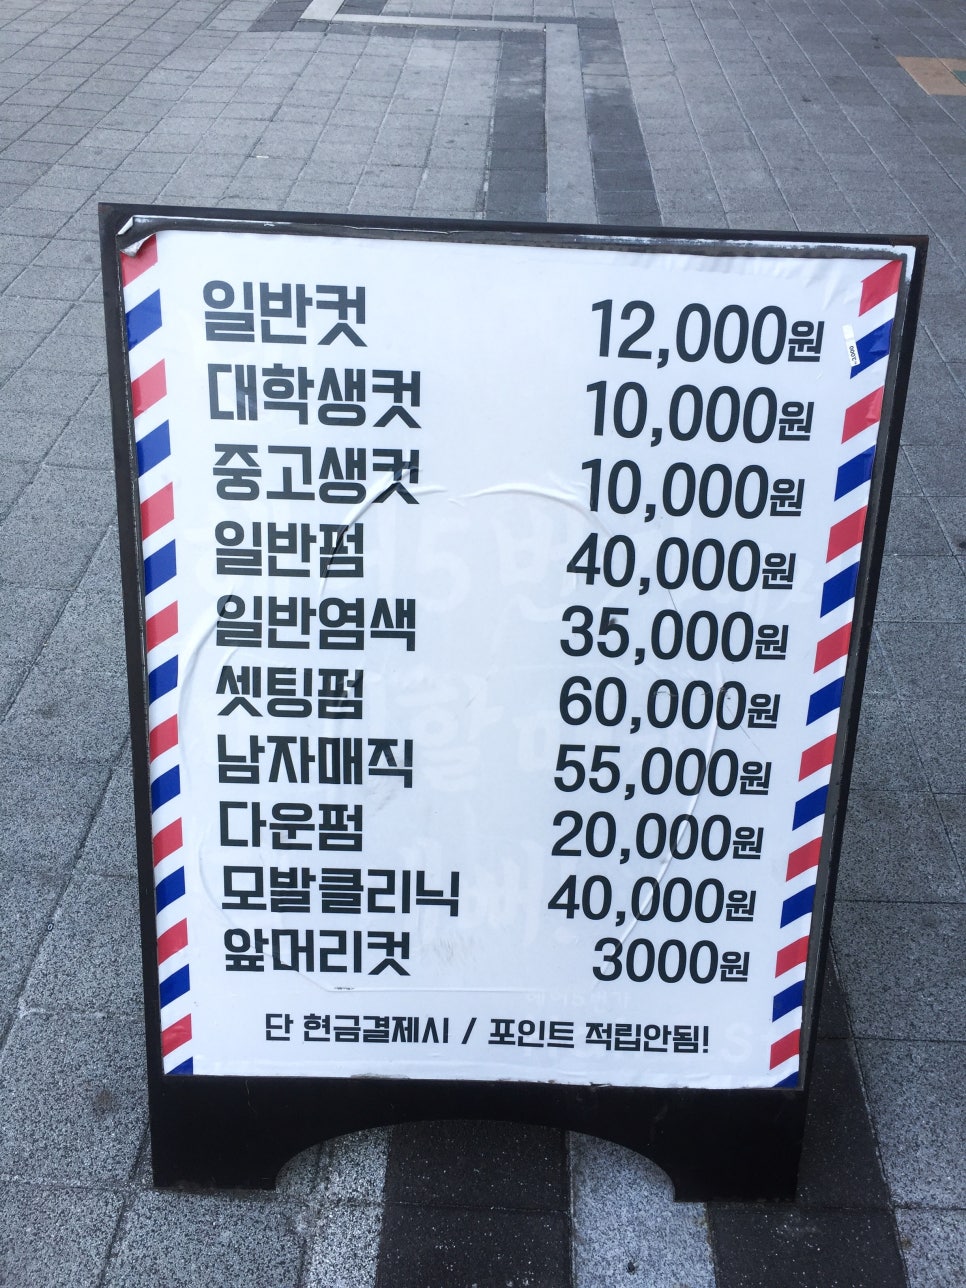 일반컷 12,000원
대학생컷 10,000원
중고생컷 10,000원
일반펌 40,000원
일반염색 35,000원
셋팅펌 60,000원
남자매직 55,000원
다운펌 20,000원
모발클리닉 40,000원
앞머리컷 3000원
단 현금결제시 / 포인트 적립안됨!